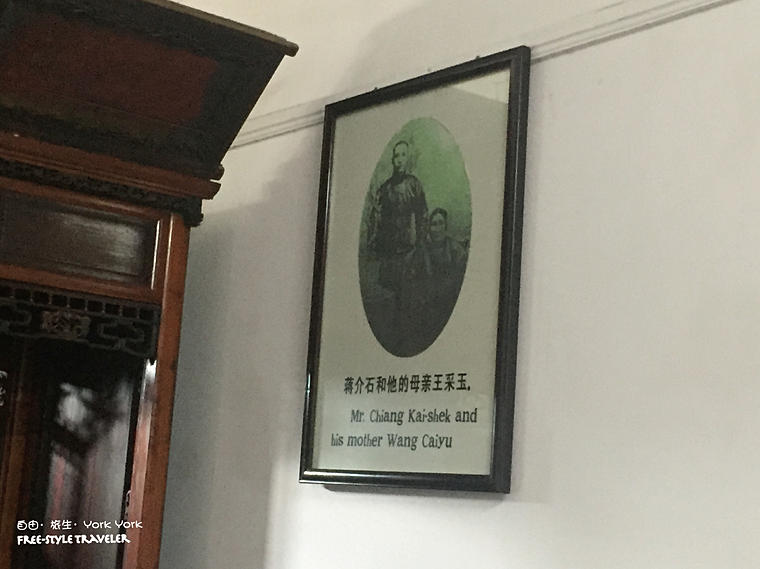 蒋介石和他的母亲王采玉。
Mr. Chiang Kai-shek and
his mother Wang Caiyu
自由·旅生·York York
FREE-STYLE TRAVELER